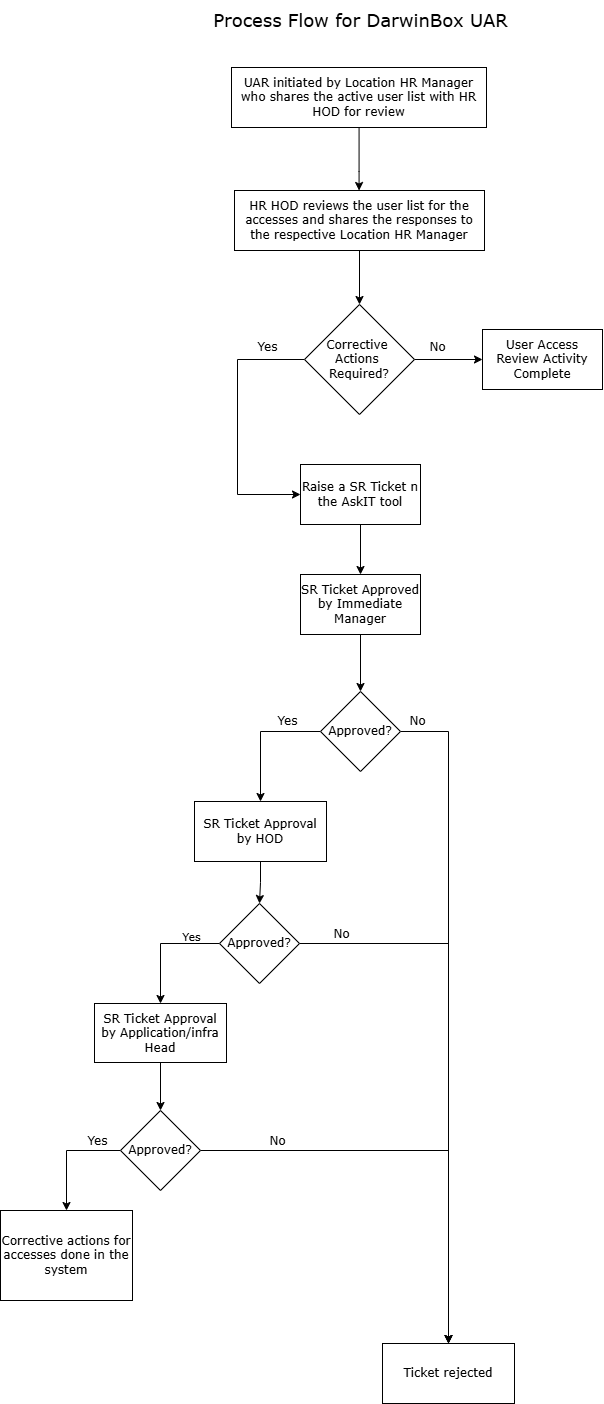 Process Flow for DarwinBox UAR
UAR initiated by Location HR Manager
who shares the active user list with HR
HOD for review
HR HOD reviews the user list for the
accesses and shares the responses to
the respective Location HR Manager
Corrective
Actions
Required?
Yes
No
User Access
Review Activity
Complete
Raise a SR Ticket n
the AskIT tool
SR Ticket Approved
by Immediate
Manager
Approved?
Yes
No
SR Ticket Approval
by HOD
Approved?
Yes
No
SR Ticket Approval
by Application/infra
Head
Approved?
Yes
No
Corrective actions for
accesses done in the
system
Ticket rejected